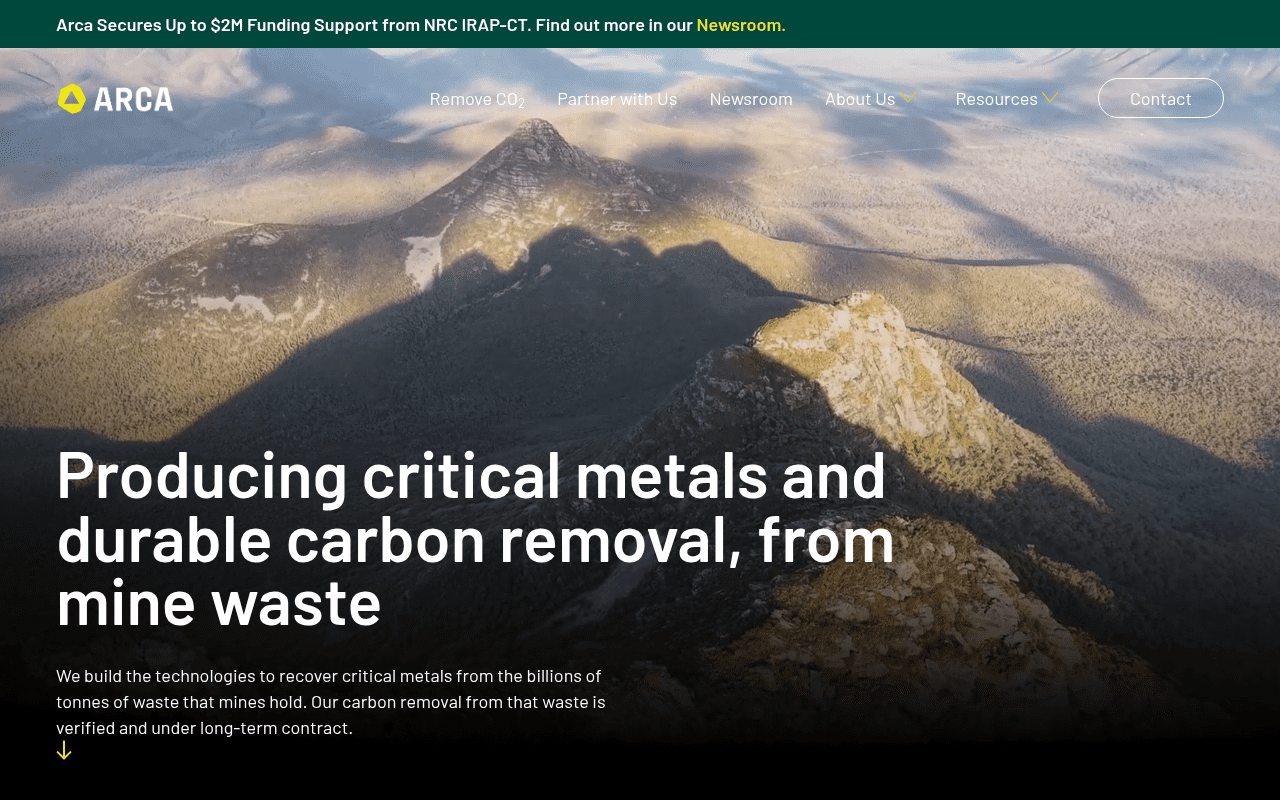 Arca Secures Up to $2M Funding Support from NRC IRAP-CT. Find out more in our Newsroom.
ARCA
Remove CO₂
Partner with Us
Newsroom
About Us
Resources
Contact
Producing critical metals and
durable carbon removal, from
mine waste
We build the technologies to recover critical metals from the billions of
tonnes of waste that mines hold. Our carbon removal from that waste is
verified and under long-term contract.